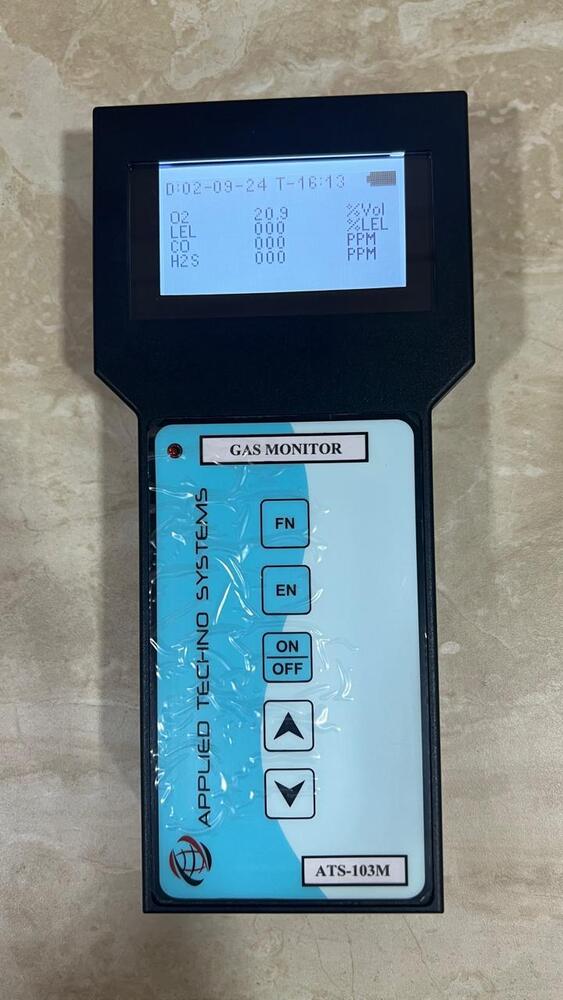 D:02-09-24 T-16:13
O2 20.9 %Vol
LEL 000 %LEL
CO 000 PPM
H2S 000 PPM
GAS MONITOR
APPLIED TECHNO SYSTEMS
FN
EN
ON
OFF
ATS-103M